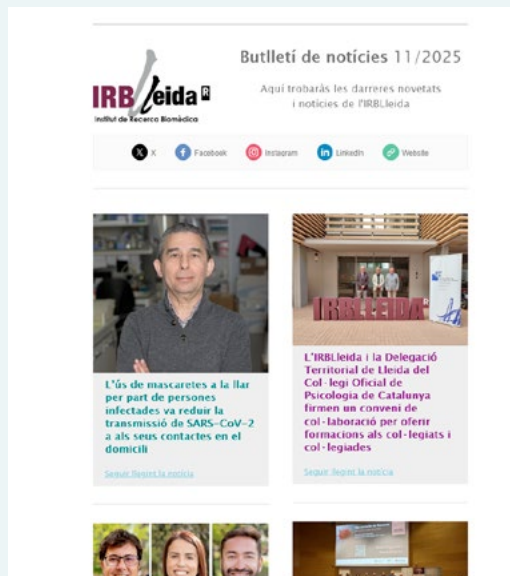 Butlletí de notícies 11/2025
IRBLleida R
Institut de Recerca Biomèdica
Aquí trobaràs les darreres novetats
i notícies de l'IRBLleida
X
Facebook
Instagram
LinkedIn
Website
L'ús de mascaretes a la llar
per part de persones
infectades va reduir la
transmissió de SARS-CoV-2
a als seus contactes en el
domicili
Seguir llegint la notícia
IRBLLEIDA
L'IRBLleida i la Delegació
Territorial de Lleida del
Col·legi Oficial de
Psicologia de Catalunya
firmen un conveni de
col·laboració per oferir
formacions als col·legiats i
col·legiades
Seguir llegint la notícia